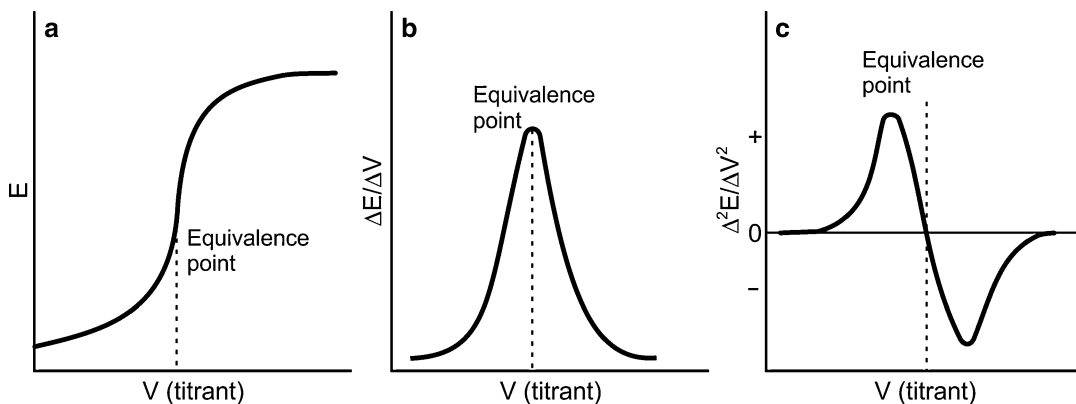 a
E
Equivalence
point
V (titrant)
b
ΔE/ΔV
Equivalence
point
V (titrant)
c
Δ²E/ΔV²
Equivalence
point
+
0
−
V (titrant)